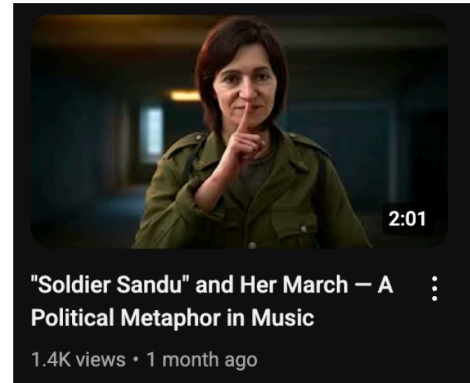 2:01
"Soldier Sandu" and Her March — A
Political Metaphor in Music
1.4K views • 1 month ago